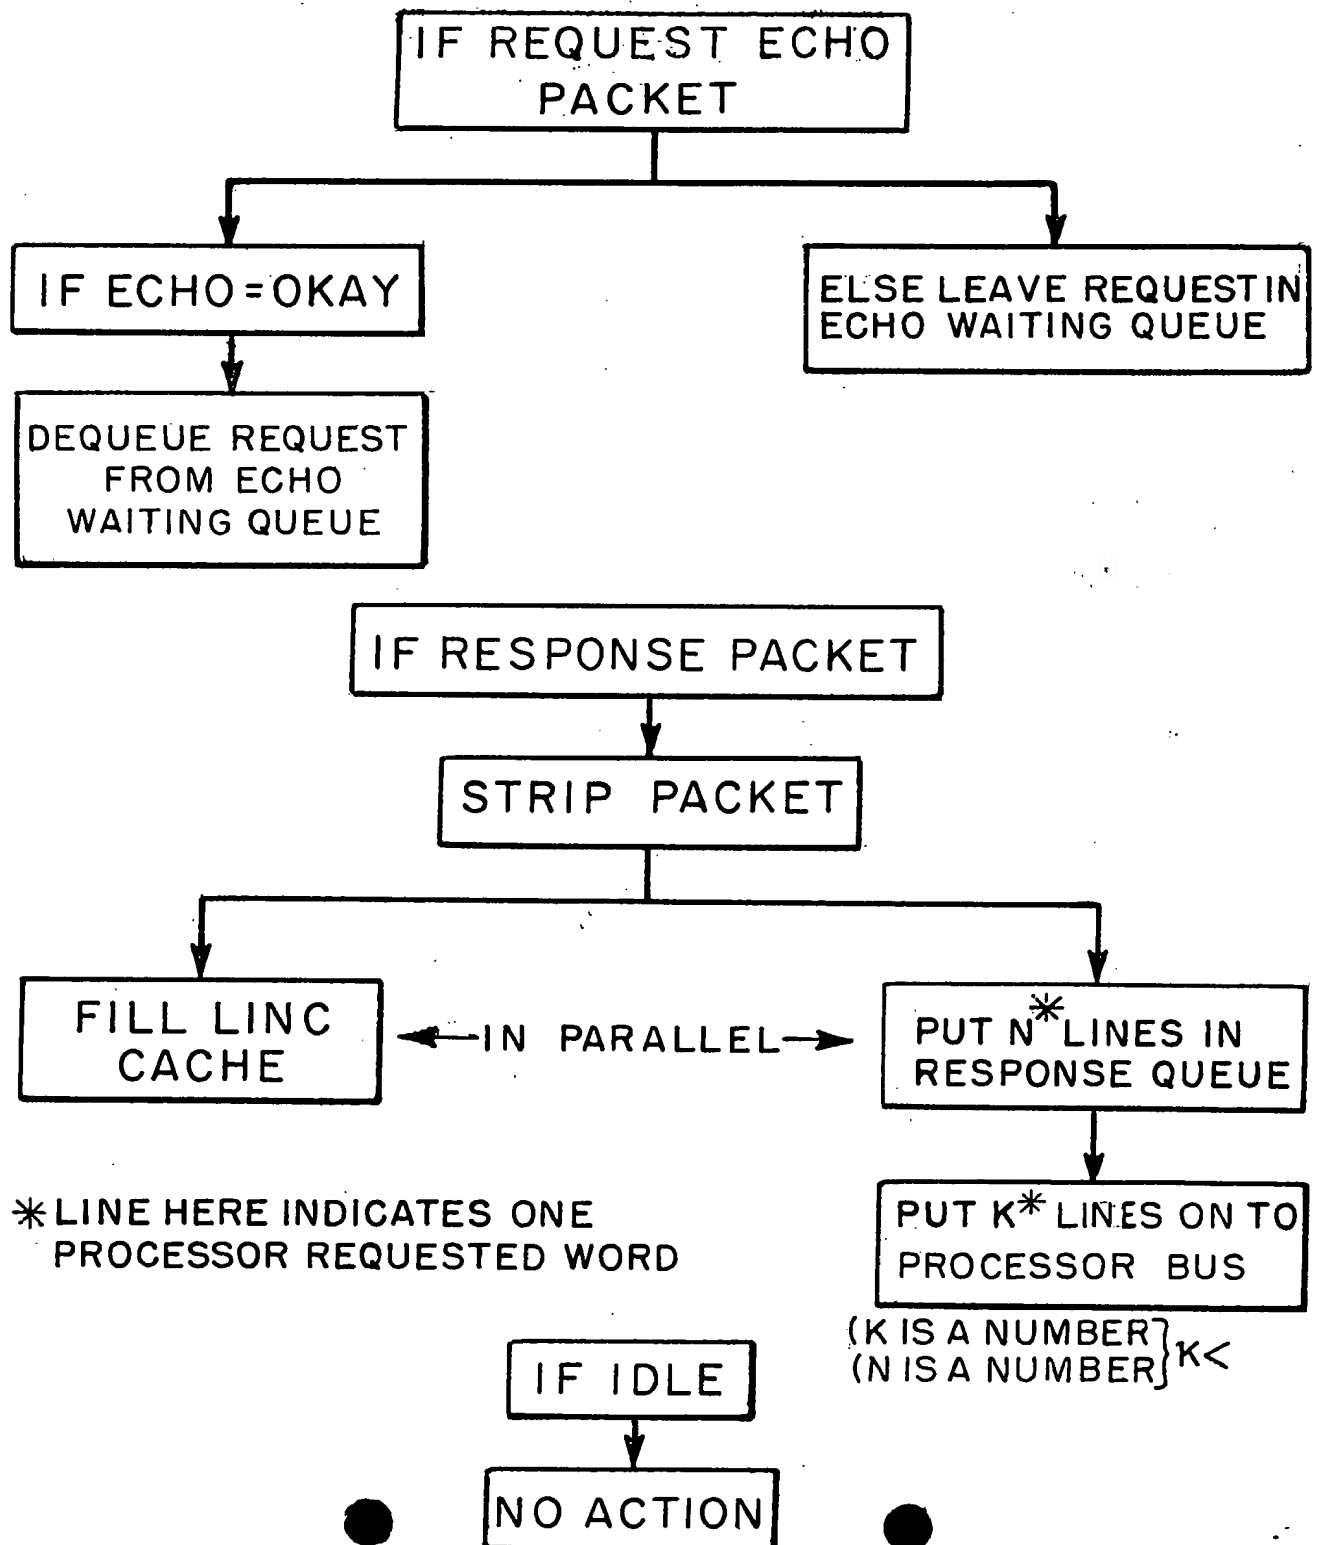 IF REQUEST ECHO
PACKET
IF ECHO=OKAY
ELSE LEAVE REQUEST IN
ECHO WAITING QUEUE
DEQUEUE REQUEST
FROM ECHO
WAITING QUEUE
IF RESPONSE PACKET
STRIP PACKET
FILL LINC
CACHE
IN PARALLEL
PUT N* LINES IN
RESPONSE QUEUE
*LINE HERE INDICATES ONE
PROCESSOR REQUESTED WORD
PUT K* LINES ON TO
PROCESSOR BUS
(K IS A NUMBER
(N IS A NUMBER
} K<
IF IDLE
NO ACTION